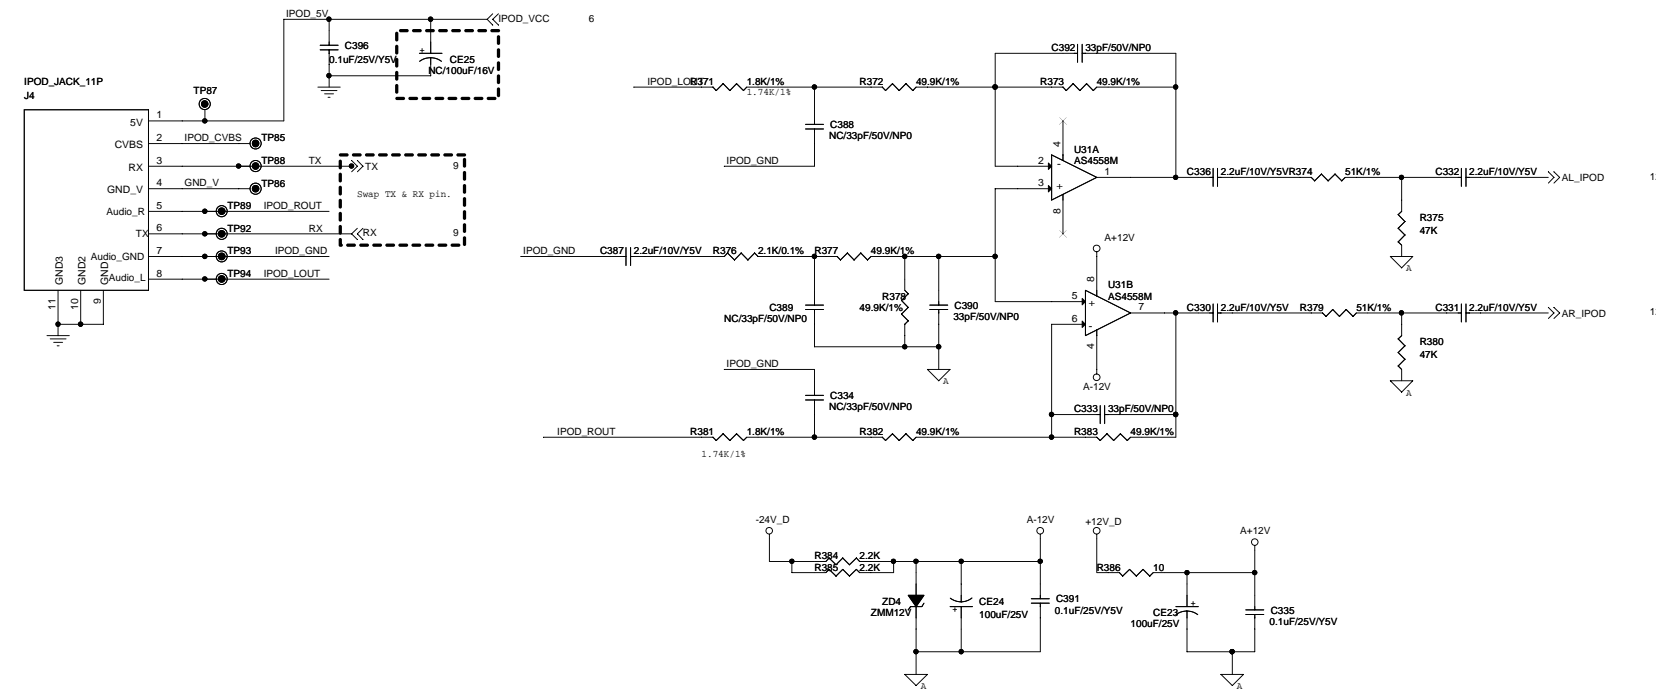 IPOD_5V
IPOD_VCC 6
C396
0.1uF/25V/Y5V
+
CE25
NC/100uF/16V
IPOD_JACK_11P
J4
TP87
5V 1
CVBS 2 IPOD_CVBS TP85
RX 3 TP88 TX TX 9
GND_V 4 GND_V TP86
Swap TX & RX pin.
Audio_R 5 TP89 IPOD_ROUT
TX 6 TP92 RX RX 9
Audio_GND 7 TP93 IPOD_GND
Audio_L 8 TP94 IPOD_LOUT
GND3 GND2 GND
11 10 9
C392 33pF/50V/NP0
IPOD_LOUT R371 1.8K/1% R372 49.9K/1% R373 49.9K/1%
1.74K/1%
C388
NC/33pF/50V/NP0
IPOD_GND
U31A
AS4558M
2 - 3 + 4 8 1
C336 2.2uF/10V/Y5V R374 51K/1% C332 2.2uF/10V/Y5V AL_IPOD
R375
47K
A
IPOD_GND C387 2.2uF/10V/Y5V R376 2.1K/0.1% R377 49.9K/1%
A+12V
C389
NC/33pF/50V/NP0
R378
49.9K/1%
C390
33pF/50V/NP0
A
U31B
AS4558M
5 + 6 - 8 4 7
A-12V
C330 2.2uF/10V/Y5V R379 51K/1% C331 2.2uF/10V/Y5V AR_IPOD
R380
47K
A
IPOD_GND
C334
NC/33pF/50V/NP0
C333 33pF/50V/NP0
IPOD_ROUT R381 1.8K/1% R382 49.9K/1% R383 49.9K/1%
1.74K/1%
-24V_D A-12V +12V_D A+12V
R384 2.2K
R385 2.2K
R386 10
ZD4
ZMM12V
+
CE24
100uF/25V
C391
0.1uF/25V/Y5V
A
CE23
100uF/25V
+
C335
0.1uF/25V/Y5V
A